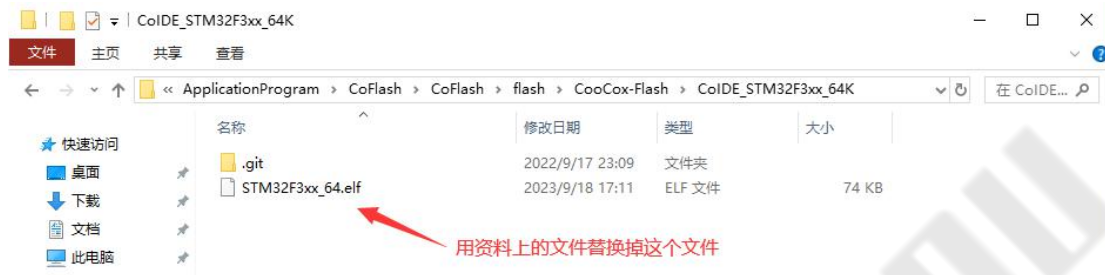 CoIDE_STM32F3xx_64K
文件 主页 共享 查看
« ApplicationProgram > CoFlash > CoFlash > flash > CooCox-Flash > CoIDE_STM32F3xx_64K 在 CoIDE...
名称 修改日期 类型 大小
快速访问
.git 2022/9/17 23:09 文件夹
桌面
STM32F3xx_64.elf 2023/9/18 17:11 ELF 文件 74 KB
下载
文档
用资料上的文件替换掉这个文件
此电脑